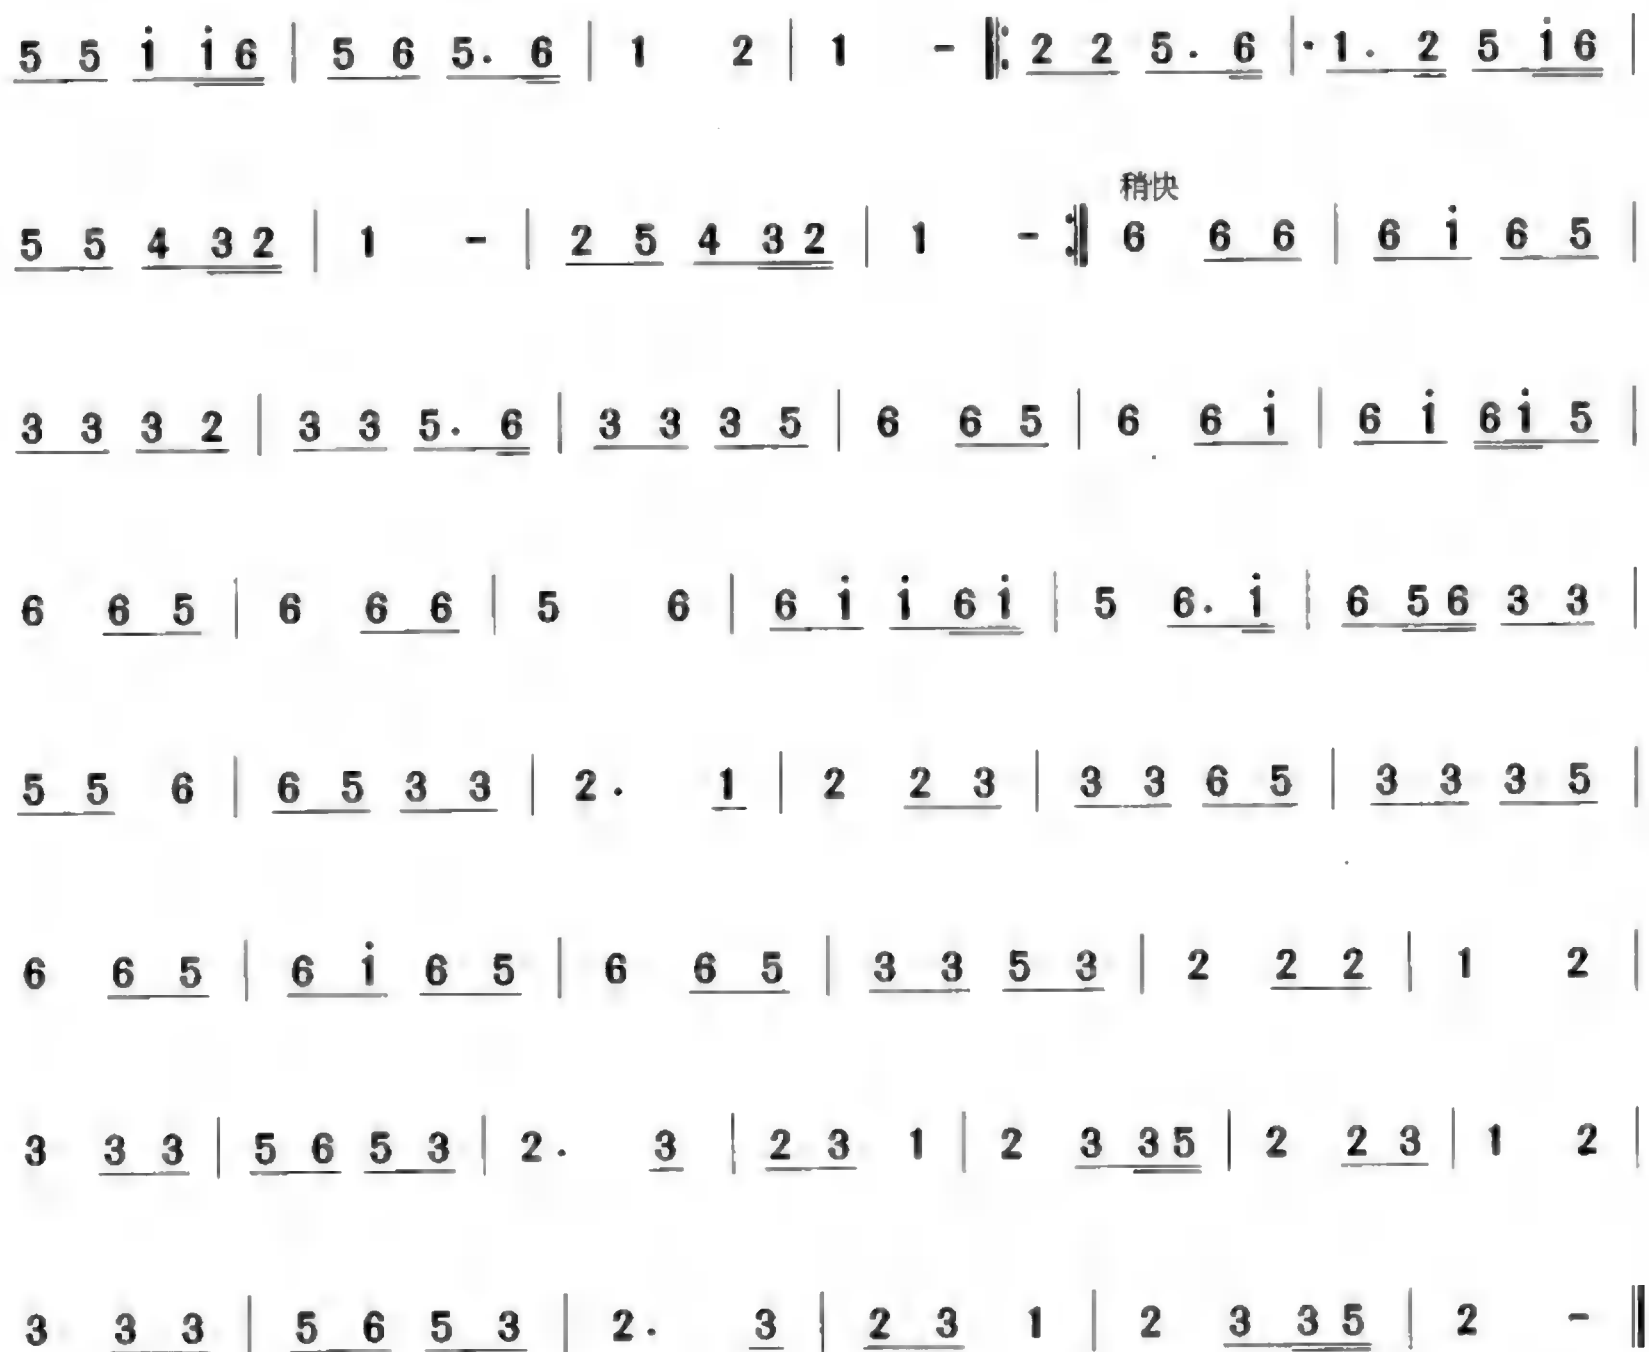 5 5 i i 6 | 5 6 5. 6 | 1 2 | 1 - ‖: 2 2 5. 6 | 1. 2 5 i 6 |
稍快
5 5 4 3 2 | 1 - | 2 5 4 3 2 | 1 - :‖ 6 6 6 | 6 i 6 5 |
3 3 3 2 | 3 3 5. 6 | 3 3 3 5 | 6 6 5 | 6 6 i | 6 i 6 i 5 |
6 6 5 | 6 6 6 | 5 6 | 6 i i 6 i | 5 6. i | 6 5 6 3 3 |
5 5 6 | 6 5 3 3 | 2. 1 | 2 2 3 | 3 3 6 5 | 3 3 3 5 |
6 6 5 | 6 i 6 5 | 6 6 5 | 3 3 5 3 | 2 2 2 | 1 2 |
3 3 3 | 5 6 5 3 | 2. 3 | 2 3 1 | 2 3 3 5 | 2 2 3 | 1 2 |
3 3 3 | 5 6 5 3 | 2. 3 | 2 3 1 | 2 3 3 5 | 2 - ‖